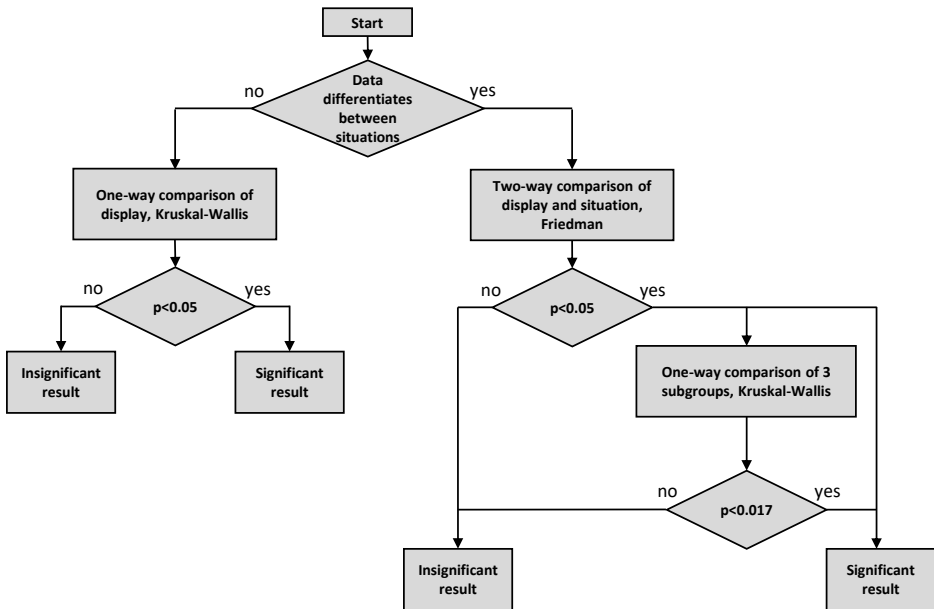 Start
Data
differentiates
between
situations
no
yes
One-way comparison of
display, Kruskal-Wallis
Two-way comparison of
display and situation,
Friedman
no
yes
p<0.05
no
yes
p<0.05
Insignificant
result
Significant
result
One-way comparison of 3
subgroups, Kruskal-Wallis
no
yes
p<0.017
Insignificant
result
Significant
result